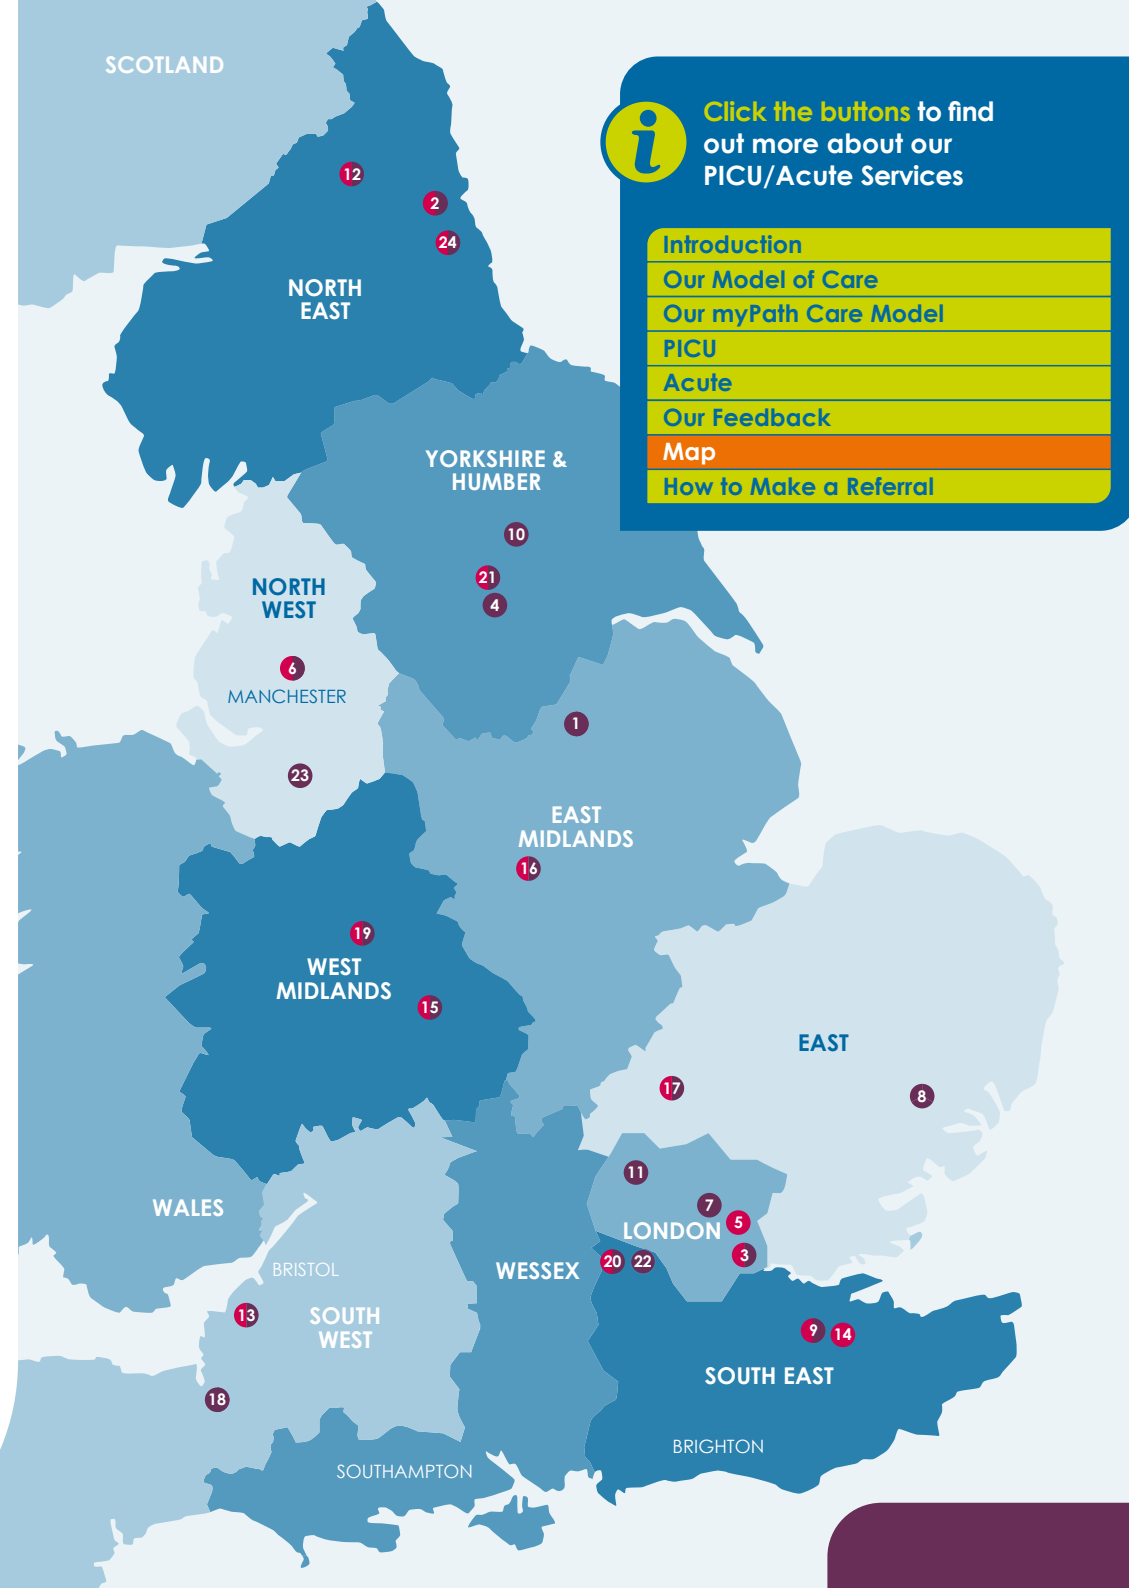 SCOTLAND
Click the buttons to find
out more about our
PICU/Acute Services
Introduction
Our Model of Care
Our myPath Care Model
PICU
Acute
Our Feedback
Map
How to Make a Referral
12
2
24
NORTH
EAST
YORKSHIRE &
HUMBER
10
21
4
NORTH
WEST
6
MANCHESTER
1
23
EAST
MIDLANDS
16
19
WEST
MIDLANDS
15
EAST
17
8
11
7
5
LONDON
3
20
22
WALES
WESSEX
BRISTOL
13
SOUTH
WEST
9
14
SOUTH EAST
18
BRIGHTON
SOUTHAMPTON